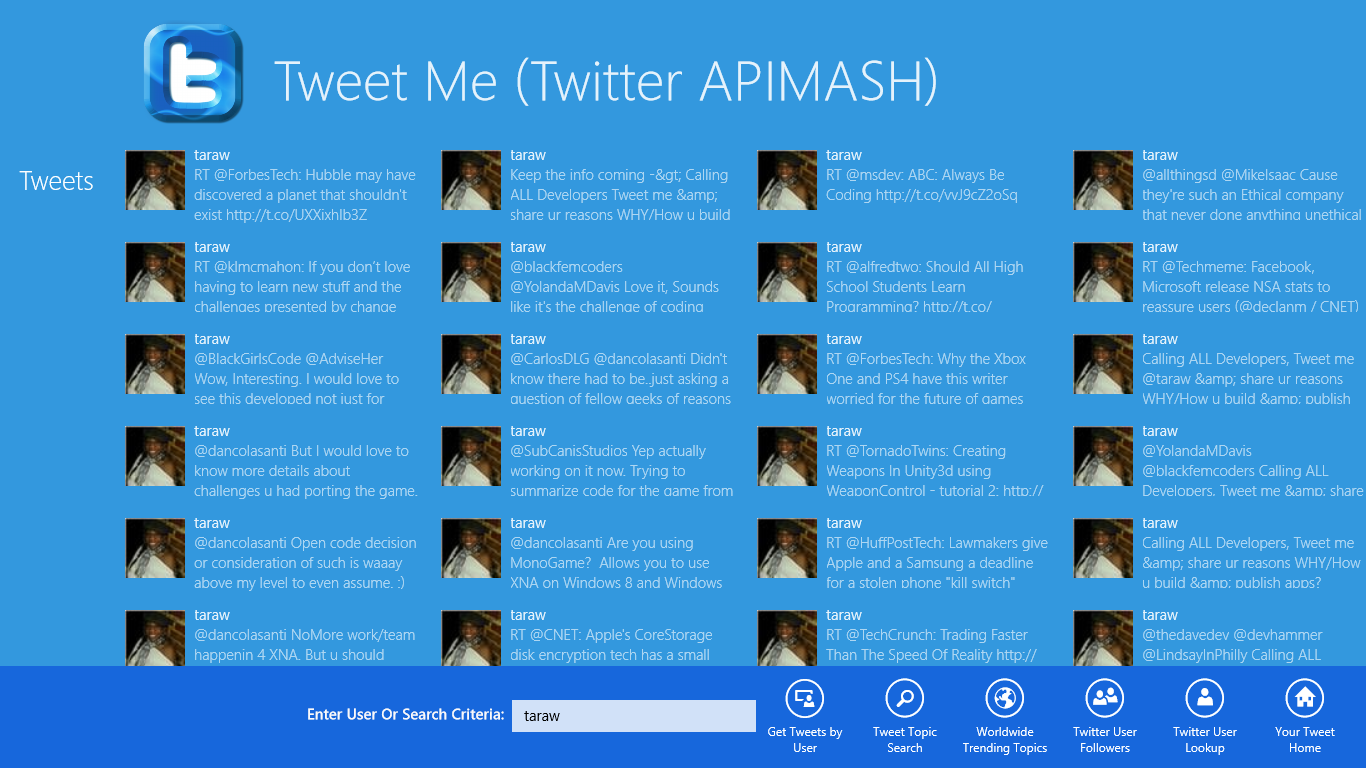 Tweet Me (Twitter APIMASH)
Tweets
taraw
RT @ForbesTech: Hubble may have
discovered a planet that shouldn't
exist http://t.co/UXXixhIb3Z
taraw
RT @klmcmahon: If you don't love
having to learn new stuff and the
challenges presented by change
taraw
@BlackGirlsCode @AdviseHer
Wow, Interesting. I would love to
see this developed not just for
taraw
@dancolasanti But I would love to
know more details about
challenges u had porting the game.
taraw
@dancolasanti Open code decision
or consideration of such is waaay
above my level to even assume. :)
taraw
@dancolasanti NoMore work/team
happenin 4 XNA. But u should
taraw
Keep the info coming -&gt; Calling
ALL Developers Tweet me &amp;
share ur reasons WHY/How u build
taraw
@blackfemcoders
@YolandaMDavis Love it, Sounds
like it's the challenge of coding
taraw
@CarlosDLG @dancolasanti Didn't
know there had to be..just asking a
question of fellow geeks of reasons
taraw
@SubCanisStudios Yep actually
working on it now. Trying to
summarize code for the game from
taraw
@dancolasanti Are you using
MonoGame?  Allows you to use
XNA on Windows 8 and Windows
taraw
RT @CNET: Apple's CoreStorage
disk encryption tech has a small
taraw
RT @msdev: ABC: Always Be
Coding http://t.co/vvJ9cZ2oSq
taraw
RT @alfredtwo: Should All High
School Students Learn
Programming? http://t.co/
taraw
RT @ForbesTech: Why the Xbox
One and PS4 have this writer
worried for the future of games
taraw
RT @TornadoTwins: Creating
Weapons In Unity3d using
WeaponControl - tutorial 2: http://
taraw
RT @HuffPostTech: Lawmakers give
Apple and a Samsung a deadline
for a stolen phone "kill switch"
taraw
RT @TechCrunch: Trading Faster
Than The Speed Of Reality http://
taraw
@allthingsd @MikeIsaac Cause
they're such an Ethical company
that never done anything unethical
taraw
RT @Techmeme: Facebook,
Microsoft release NSA stats to
reassure users (@declanm / CNET)
taraw
Calling ALL Developers, Tweet me
@taraw &amp; share ur reasons
WHY/How u build &amp; publish
taraw
@YolandaMDavis
@blackfemcoders Calling ALL
Developers, Tweet me &amp; share
taraw
Calling ALL Developers, Tweet me
&amp; share ur reasons WHY/How
u build &amp; publish apps?
taraw
@thedavedev @devhammer
@LindsayInPhilly Calling ALL
Enter User Or Search Criteria:
taraw
Get Tweets by
User
Tweet Topic
Search
Worldwide
Trending Topics
Twitter User
Followers
Twitter User
Lookup
Your Tweet
Home